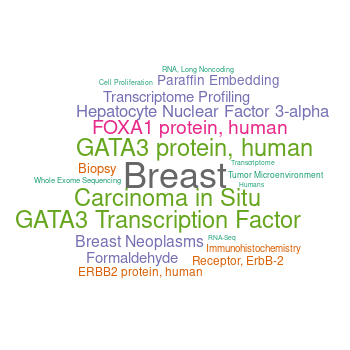 RNA, Long Noncoding
Cell Proliferation Paraffin Embedding
Transcriptome Profiling
Hepatocyte Nuclear Factor 3-alpha
FOXA1 protein, human
GATA3 protein, human
Biopsy Breast Transcriptome
Whole Exome Sequencing Tumor Microenvironment
Humans
Carcinoma in Situ
GATA3 Transcription Factor
Breast Neoplasms RNA-Seq
Immunohistochemistry
Formaldehyde Receptor, ErbB-2
ERBB2 protein, human